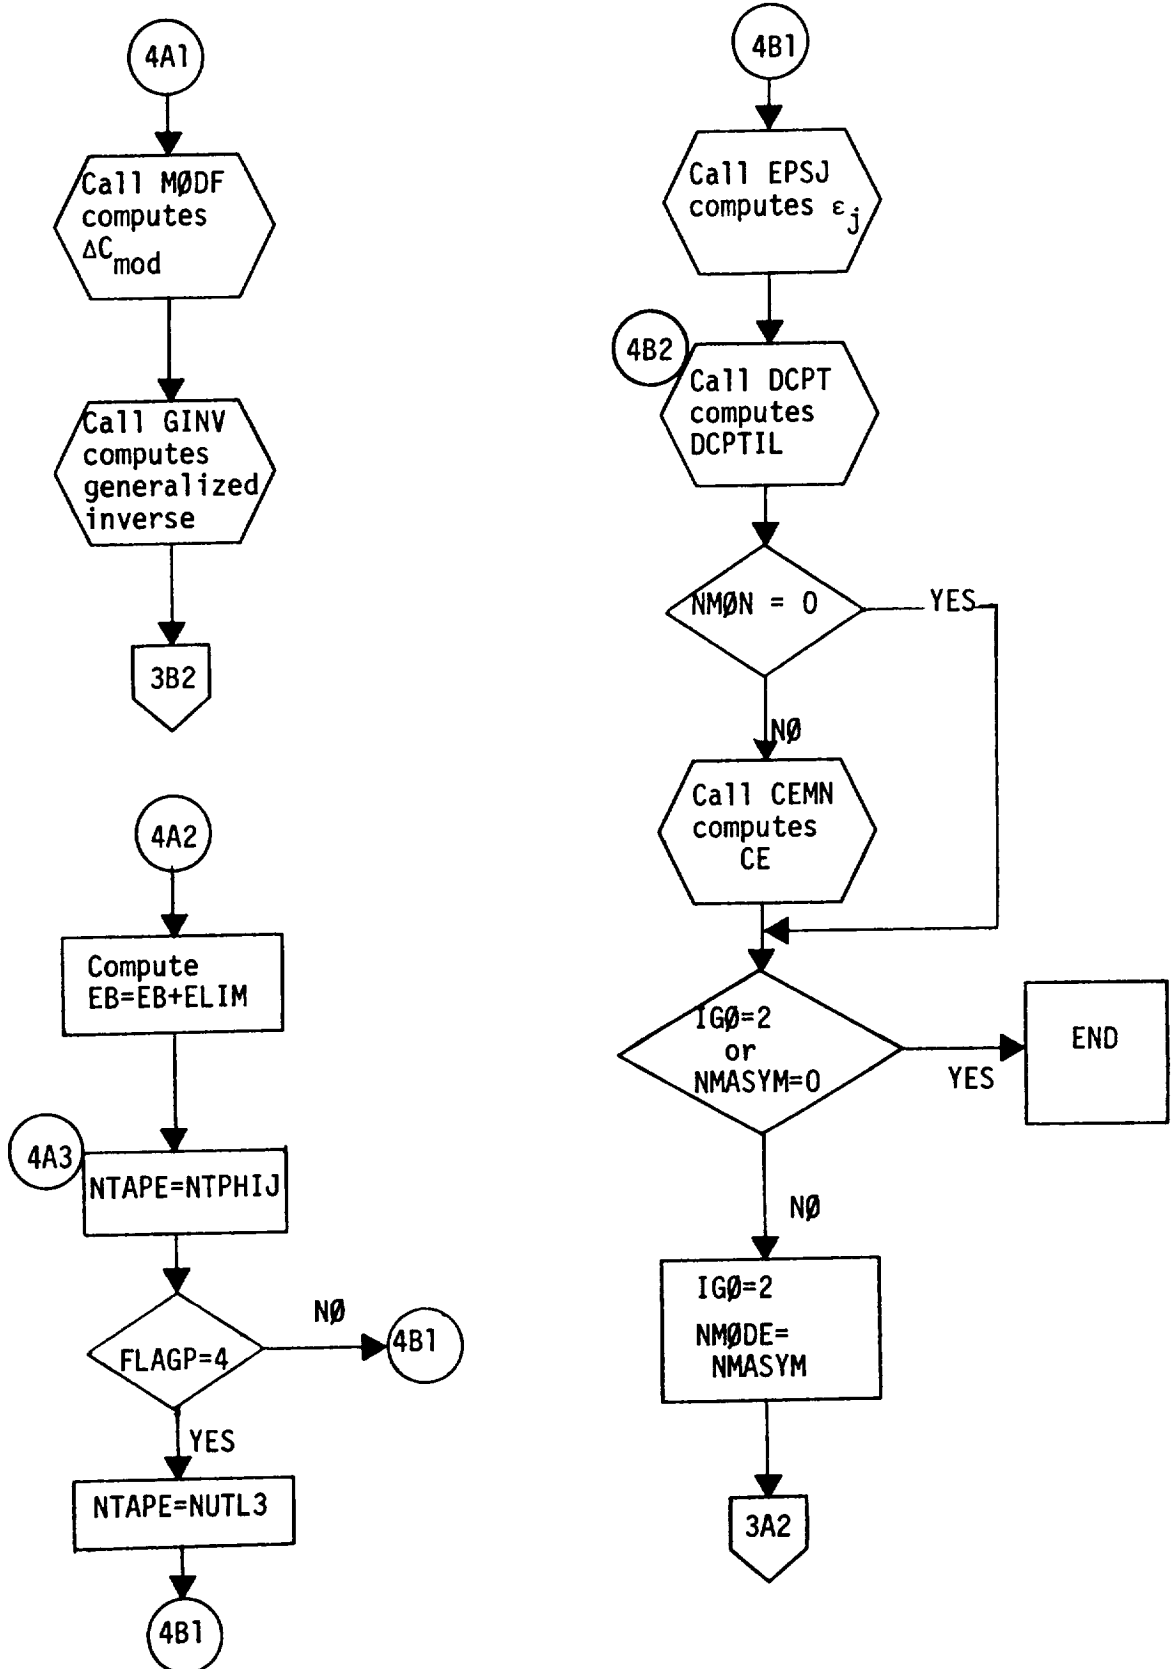 4A1
Call MØDF
computes
ΔCmod
Call GINV
computes
generalized
inverse
3B2
4A2
Compute
EB=EB+ELIM
4A3
NTAPE=NTPHIJ
FLAGP=4
NØ
4B1
YES
NTAPE=NUTL3
4B1
4B1
Call EPSJ
computes εj
4B2
Call DCPT
computes
DCPTIL
NMØN = 0
YES
NØ
Call CEMN
computes
CE
IGØ=2
or
NMASYM=0
YES
END
NØ
IGØ=2
NMØDE=
NMASYM
3A2